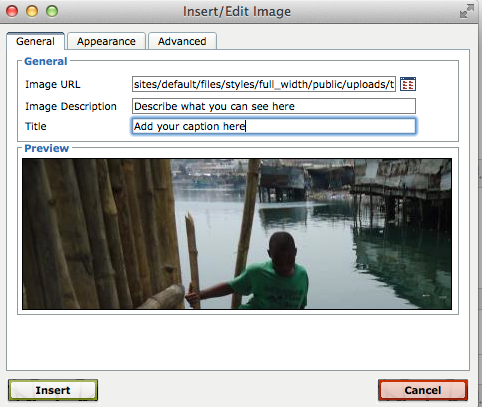 Insert/Edit Image
General Appearance Advanced
General
Image URL sites/default/files/styles/full_width/public/uploads/t
Image Description Describe what you can see here
Title Add your caption here
Preview
Insert Cancel